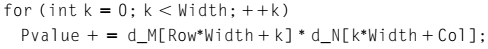 for (int k = 0; k < Width; ++k)
Pvalue + = d_M[Row*Width + k] * d_N[k*Width + Col];